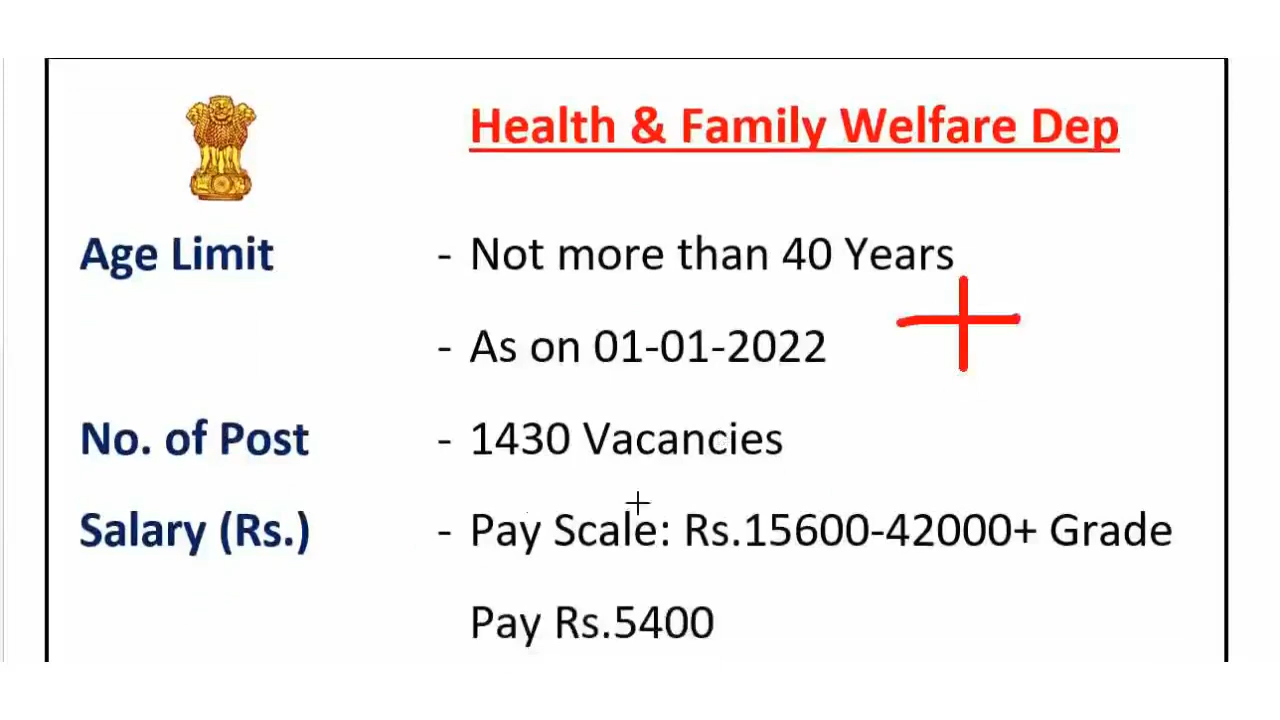 Health & Family Welfare Dep
Age Limit - Not more than 40 Years
- As on 01-01-2022
No. of Post - 1430 Vacancies
Salary (Rs.) - Pay Scale: Rs.15600-42000+ Grade
Pay Rs.5400